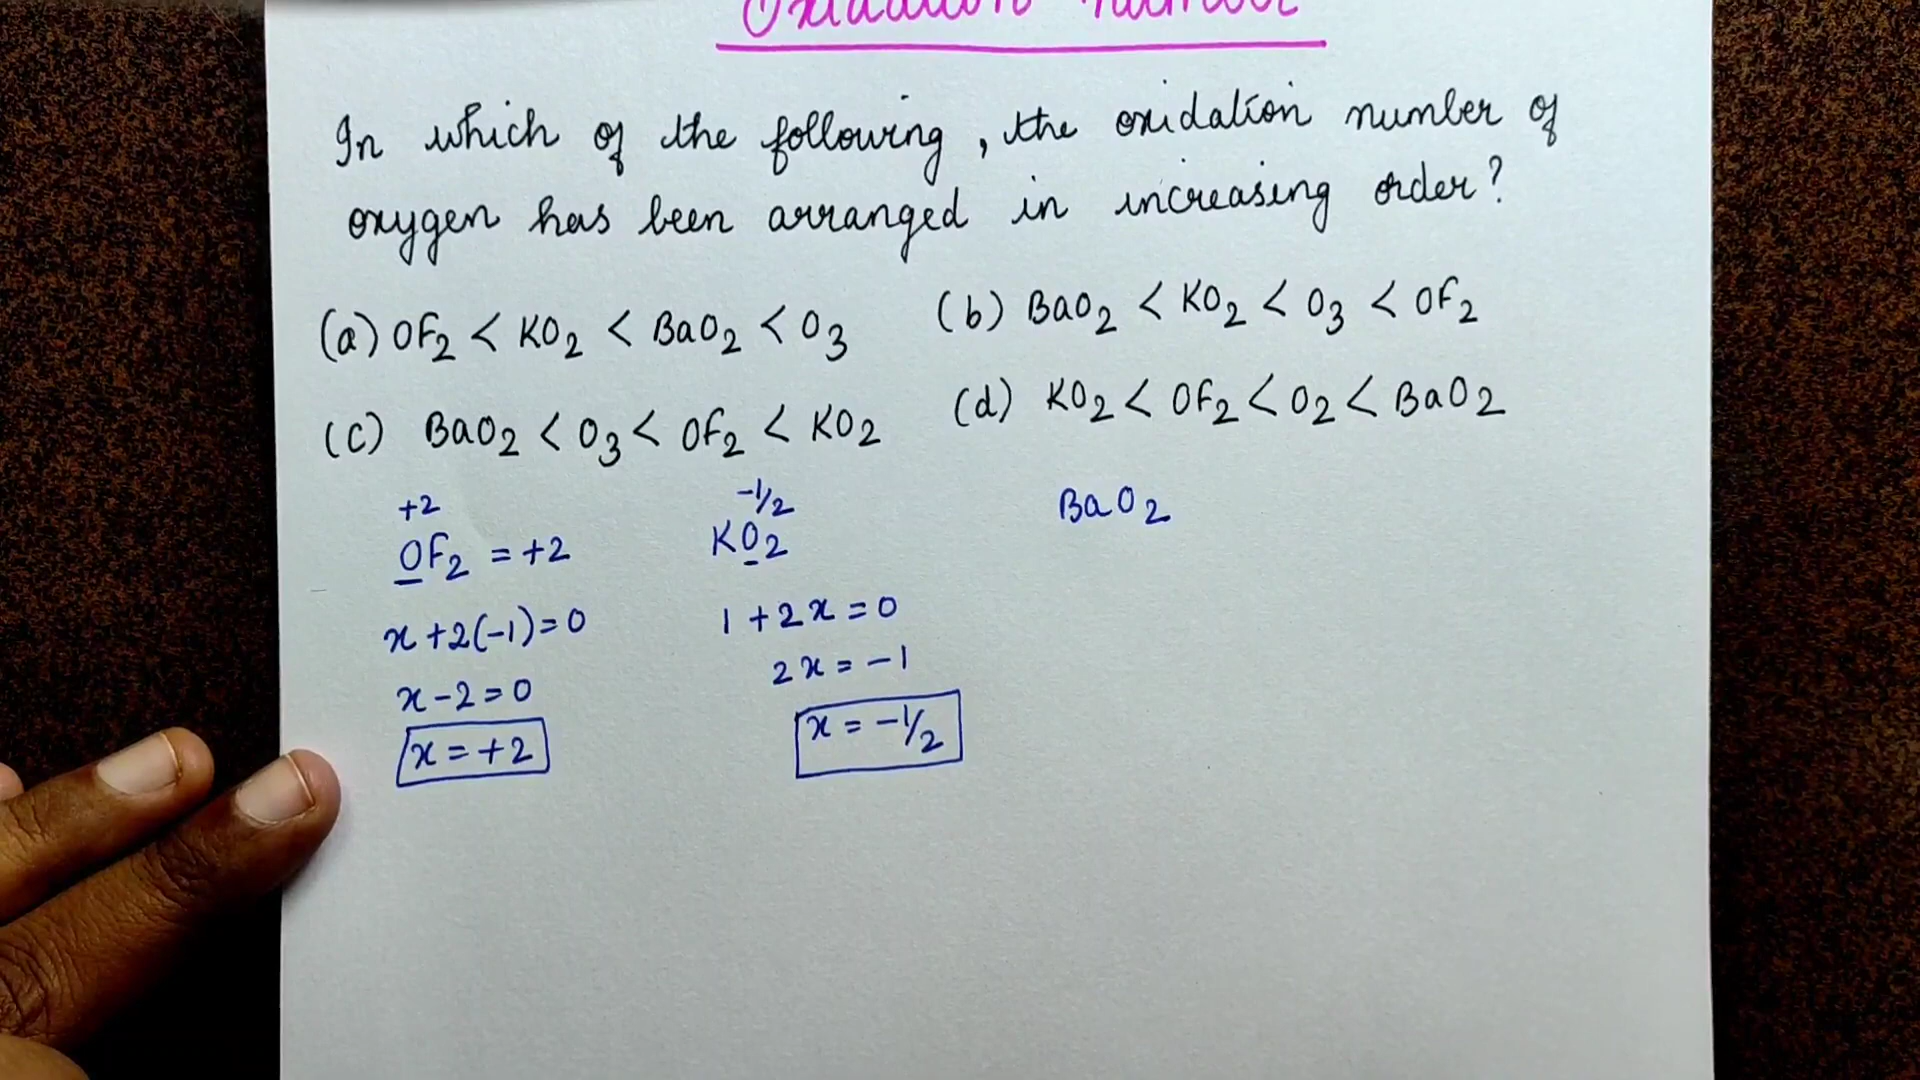 Oxidation number
In which of the following, the oxidation number of
oxygen has been arranged in increasing order?
(a) OF₂ < KO₂ < BaO₂ < O₃ (b) BaO₂ < KO₂ < O₃ < OF₂
(c) BaO₂ < O₃ < OF₂ < KO₂ (d) KO₂ < OF₂ < O₂ < BaO₂
+2 -1/2
OF₂ = +2 KO₂ BaO₂
x+2(-1)=0 1+2x=0
x-2=0 2x=-1
x=+2 x=-1/2